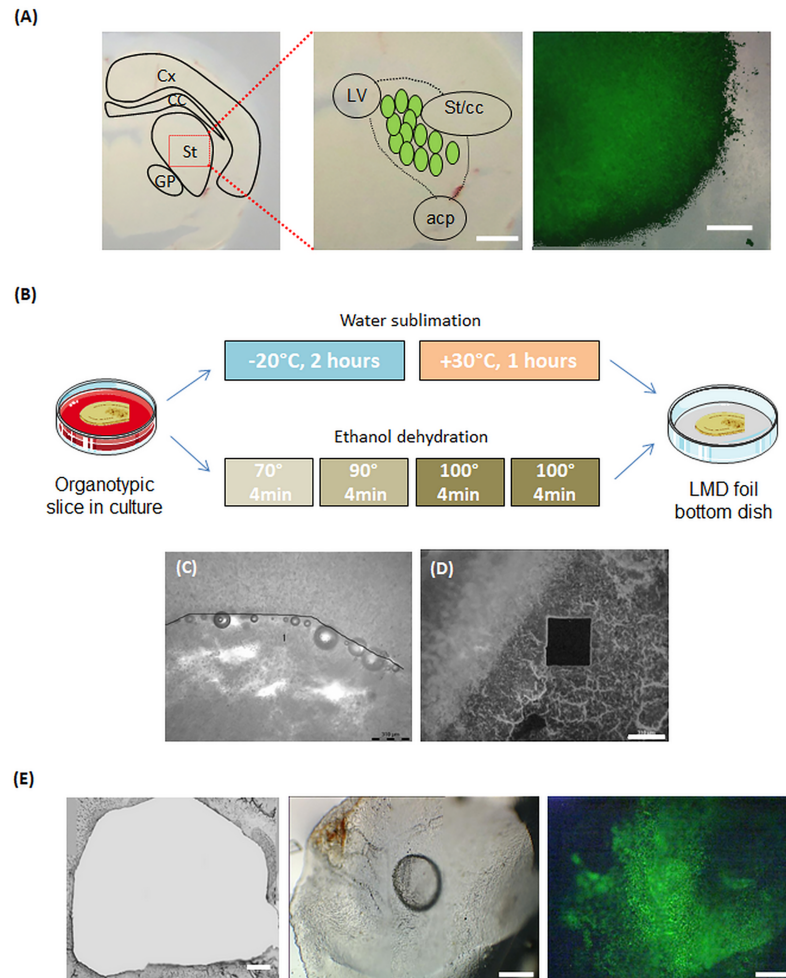 (A)
Cx
CC
St
GP
LV
St/cc
acp
(B)
Water sublimation
-20°C, 2 hours
+30°C, 1 hours
Organotypic
slice in culture
Ethanol dehydration
70°
4min
90°
4min
100°
4min
100°
4min
LMD foil
bottom dish
(C)
(D)
(E)